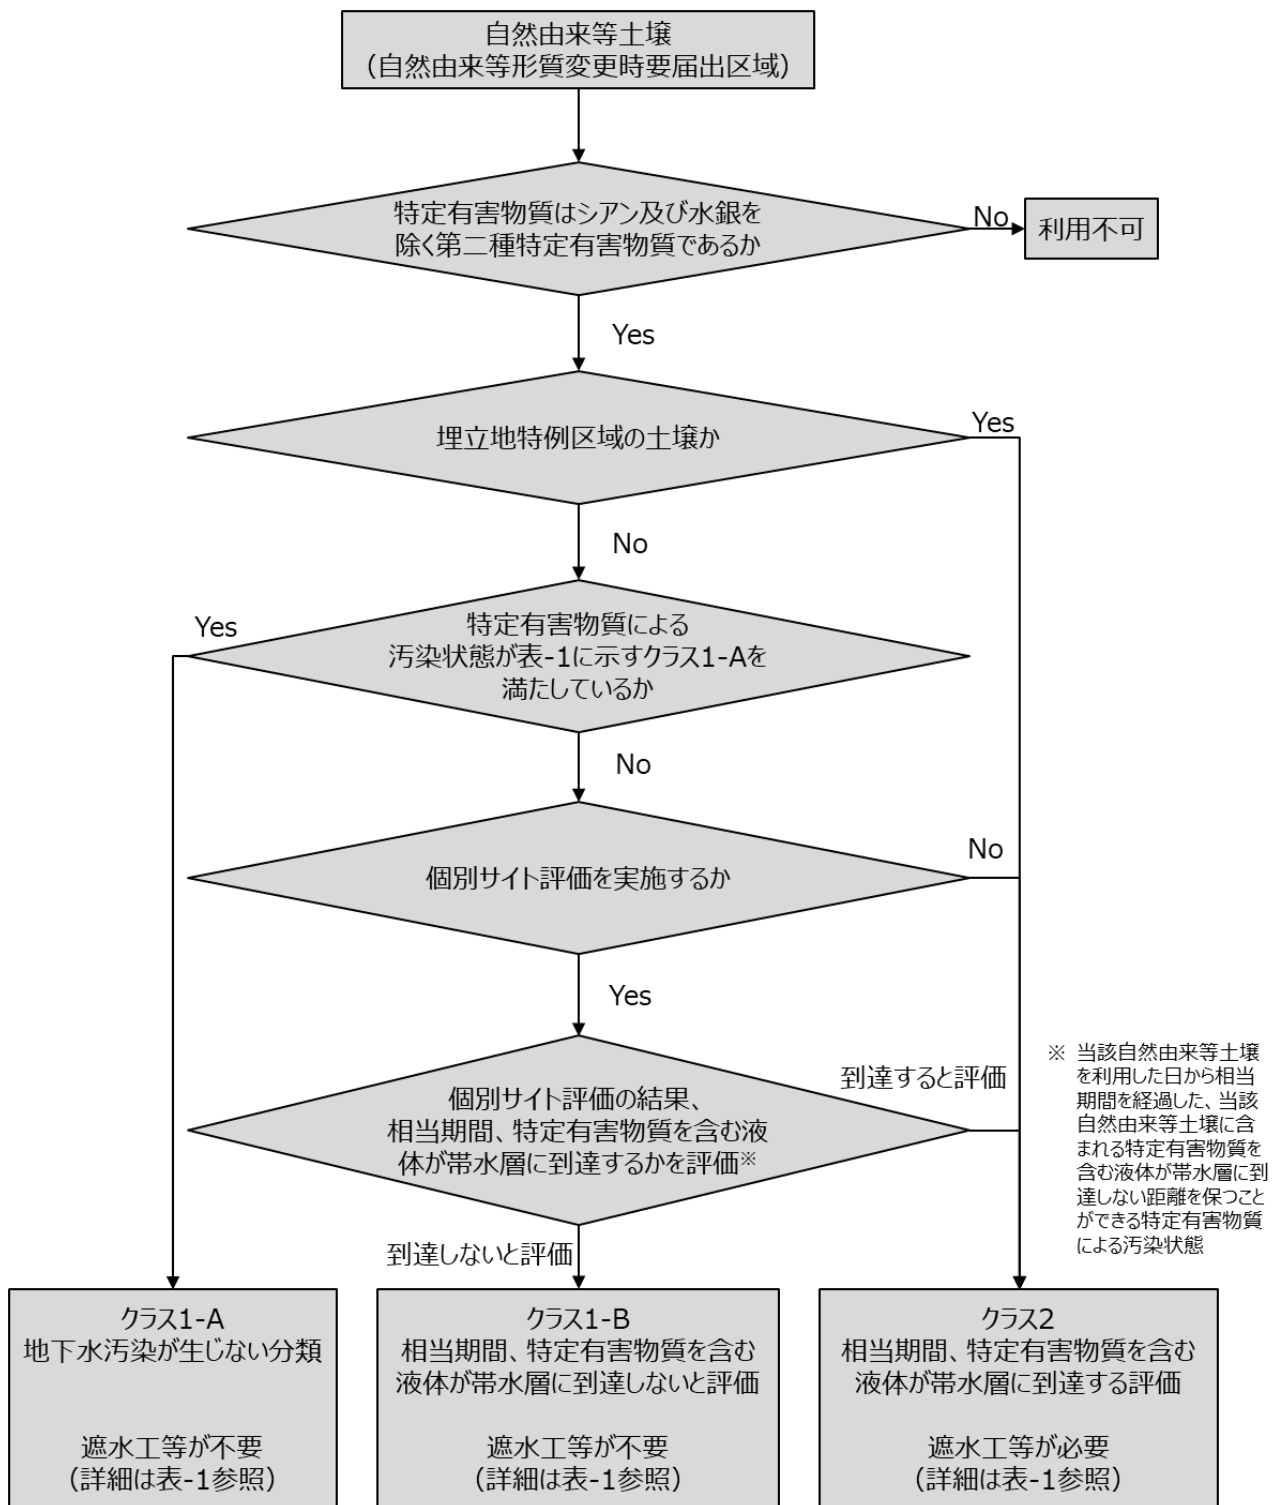 自然由来等土壌
（自然由来等形質変更時要届出区域）
特定有害物質はシアン及び水銀を
除く第二種特定有害物質であるか
No
利用不可
Yes
埋立地特例区域の土壌か
Yes
No
Yes
特定有害物質による
汚染状態が表-1に示すクラス1-Aを
満たしているか
No
個別サイト評価を実施するか
No
Yes
個別サイト評価の結果、
相当期間、特定有害物質を含む液
体が帯水層に到達するかを評価※
到達すると評価
※ 当該自然由来等土壌
を利用した日から相当
期間を経過した、当該
自然由来等土壌に含
まれる特定有害物質を
含む液体が帯水層に到
達しない距離を保つこと
ができる特定有害物質
による汚染状態
到達しないと評価
クラス1-A
地下水汚染が生じない分類
遮水工等が不要
（詳細は表-1参照）
クラス1-B
相当期間、特定有害物質を含む
液体が帯水層に到達しないと評価
遮水工等が不要
（詳細は表-1参照）
クラス2
相当期間、特定有害物質を含む
液体が帯水層に到達する評価
遮水工等が必要
（詳細は表-1参照）